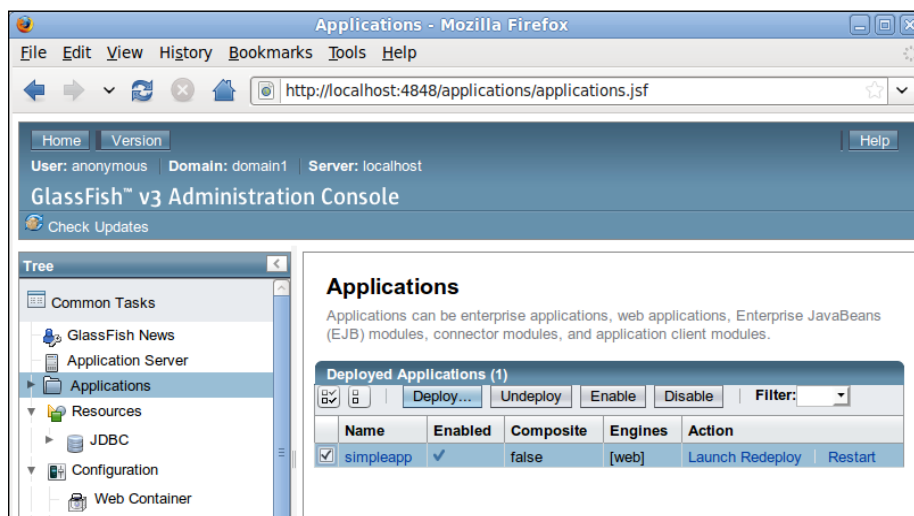 Applications - Mozilla Firefox
File Edit View History Bookmarks Tools Help
http://localhost:4848/applications/applications.jsf
Home Version Help
User: anonymous Domain: domain1 Server: localhost
GlassFish™ v3 Administration Console
Check Updates
Tree
Common Tasks
GlassFish News
Application Server
Applications
Resources
JDBC
Configuration
Web Container
Applications
Applications can be enterprise applications, web applications, Enterprise JavaBeans
(EJB) modules, connector modules, and application client modules.
Deployed Applications (1)
Deploy... Undeploy Enable Disable Filter:
Name Enabled Composite Engines Action
simpleapp false [web] Launch Redeploy Restart